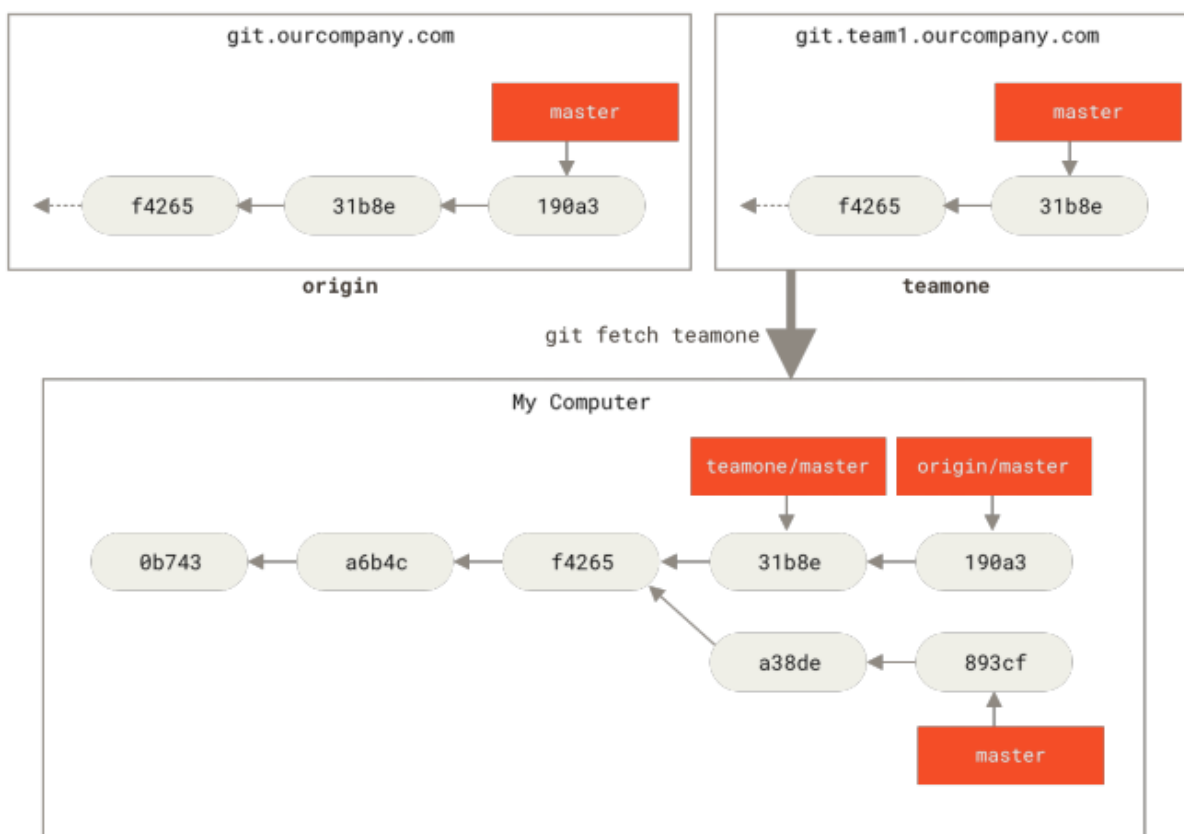 git.ourcompany.com
master
f4265
31b8e
190a3
origin
git.team1.ourcompany.com
master
f4265
31b8e
teamone
git fetch teamone
My Computer
teamone/master
origin/master
0b743
a6b4c
f4265
31b8e
190a3
a38de
893cf
master